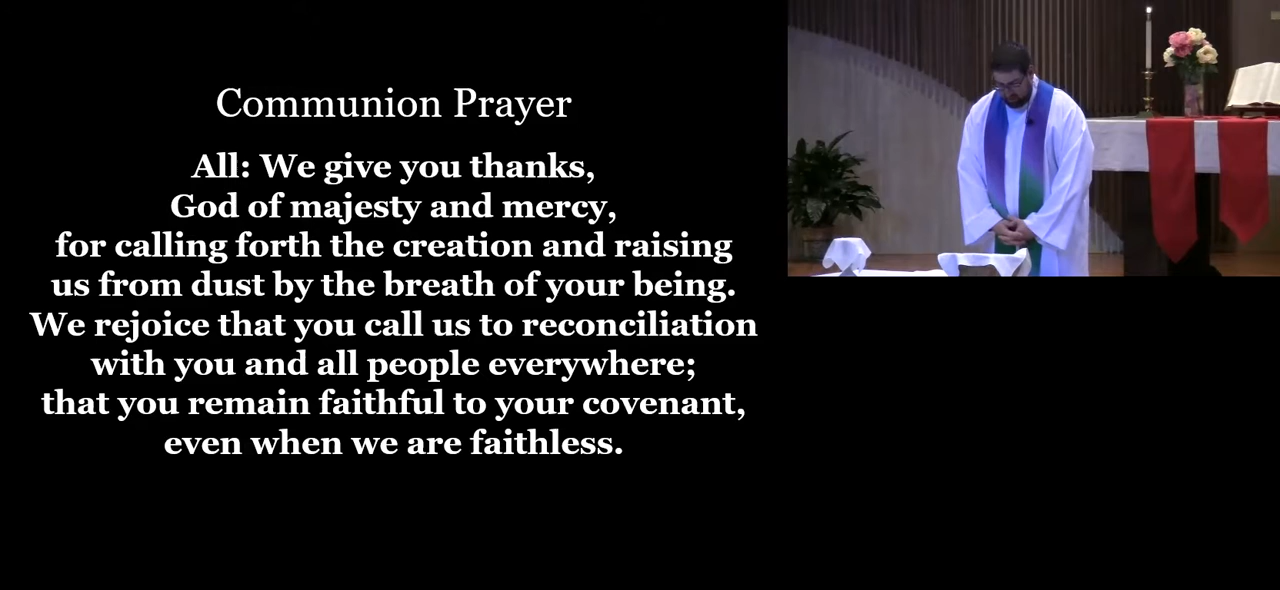 Communion Prayer
All: We give you thanks,
God of majesty and mercy,
for calling forth the creation and raising
us from dust by the breath of your being.
We rejoice that you call us to reconciliation
with you and all people everywhere;
that you remain faithful to your covenant,
even when we are faithless.